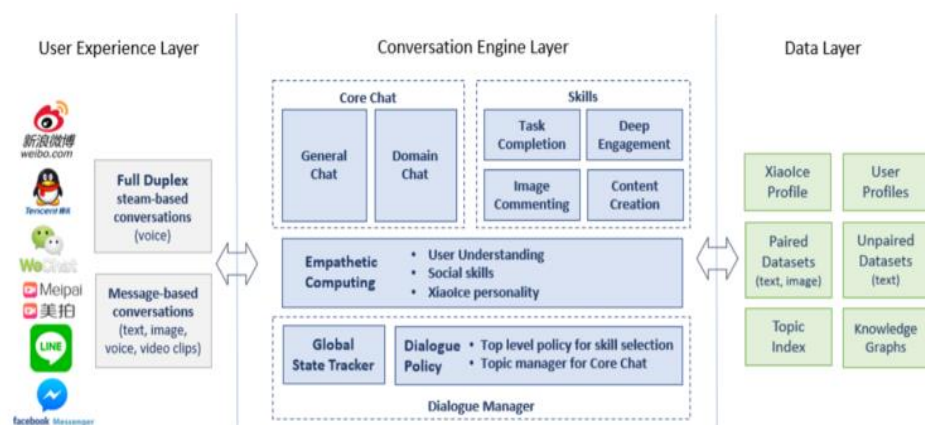 User Experience Layer
新浪微博
weibo.com
Tencent 腾讯
WeChat
Meipai
美拍
LINE
facebook Messenger
Full Duplex
steam-based
conversations
(voice)
Message-based
conversations
(text, image,
voice, video clips)
Conversation Engine Layer
Core Chat
General
Chat
Domain
Chat
Skills
Task
Completion
Deep
Engagement
Image
Commenting
Content
Creation
Empathetic
Computing
• User Understanding
• Social skills
• XiaoIce personality
Global
State Tracker
Dialogue
Policy
• Top level policy for skill selection
• Topic manager for Core Chat
Dialogue Manager
Data Layer
XiaoIce
Profile
User
Profiles
Paired
Datasets
(text, image)
Unpaired
Datasets
(text)
Topic
Index
Knowledge
Graphs